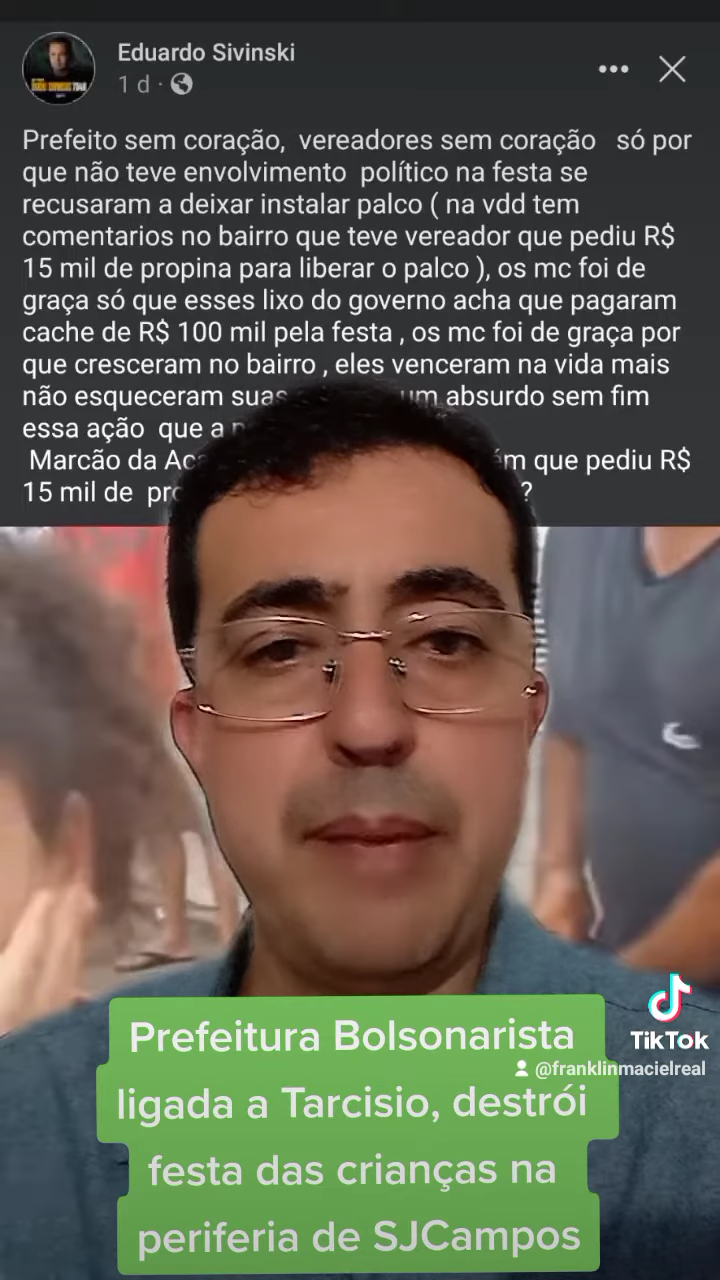 Eduardo Sivinski
1 d
Prefeito sem coração, vereadores sem coração só por
que não teve envolvimento político na festa se
recusaram a deixar instalar palco ( na vdd tem
comentarios no bairro que teve vereador que pediu R$
15 mil de propina para liberar o palco ), os mc foi de
graça só que esses lixo do governo acha que pagaram
cache de R$ 100 mil pela festa , os mc foi de graça por
que cresceram no bairro , eles venceram na vida mais
não esqueceram suas um absurdo sem fim
essa ação que a
Marcão da que pediu R$
15 mil de ?
TikTok
@franklinmacielreal
Prefeitura Bolsonarista
ligada a Tarcisio, destrói
festa das crianças na
periferia de SJCampos